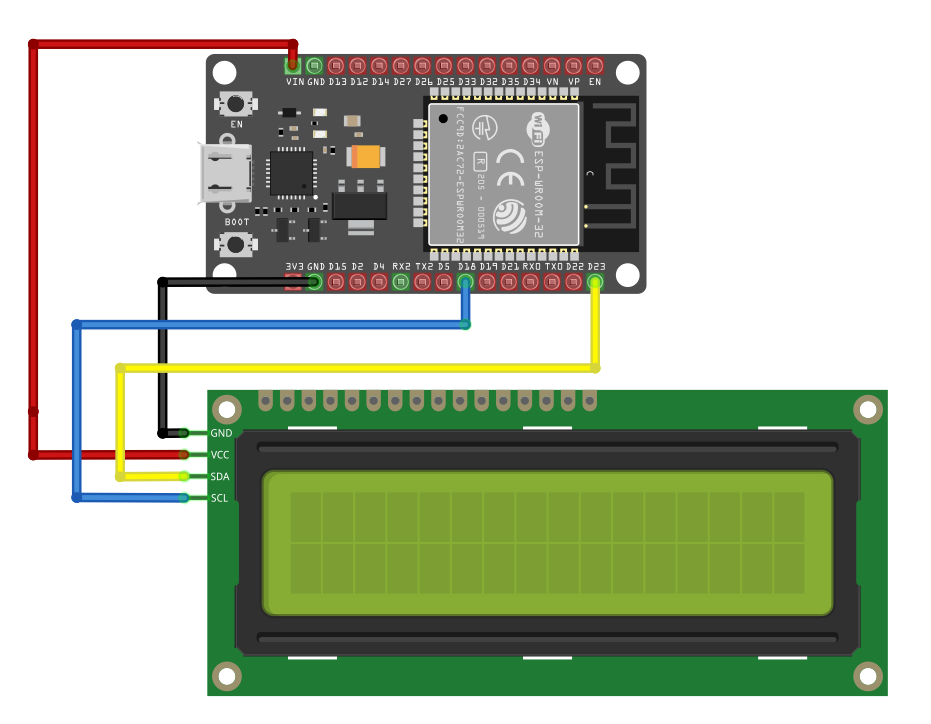 VIN GND D13 D12 D14 D27 D26 D25 D33 D32 D35 D34 VN VP EN
EN
BOOT
FCC ID:2AC7Z-ESPWROOM32
R 205 - 000519
CE
WiFi
ESP-WROOM-32
3V3 GND D15 D2 D4 RX2 TX2 D5 D18 D19 D21 RX0 TX0 D22 D23
GND
VCC
SDA
SCL